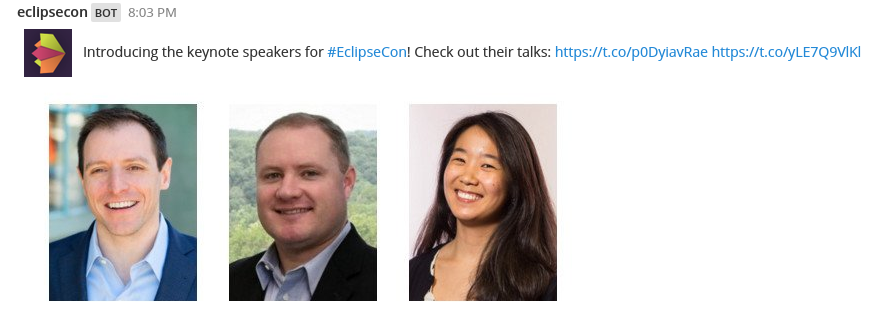 eclipsecon BOT 8:03 PM
Introducing the keynote speakers for #EclipseCon! Check out their talks: https://t.co/p0DyiavRae https://t.co/yLE7Q9VlKl